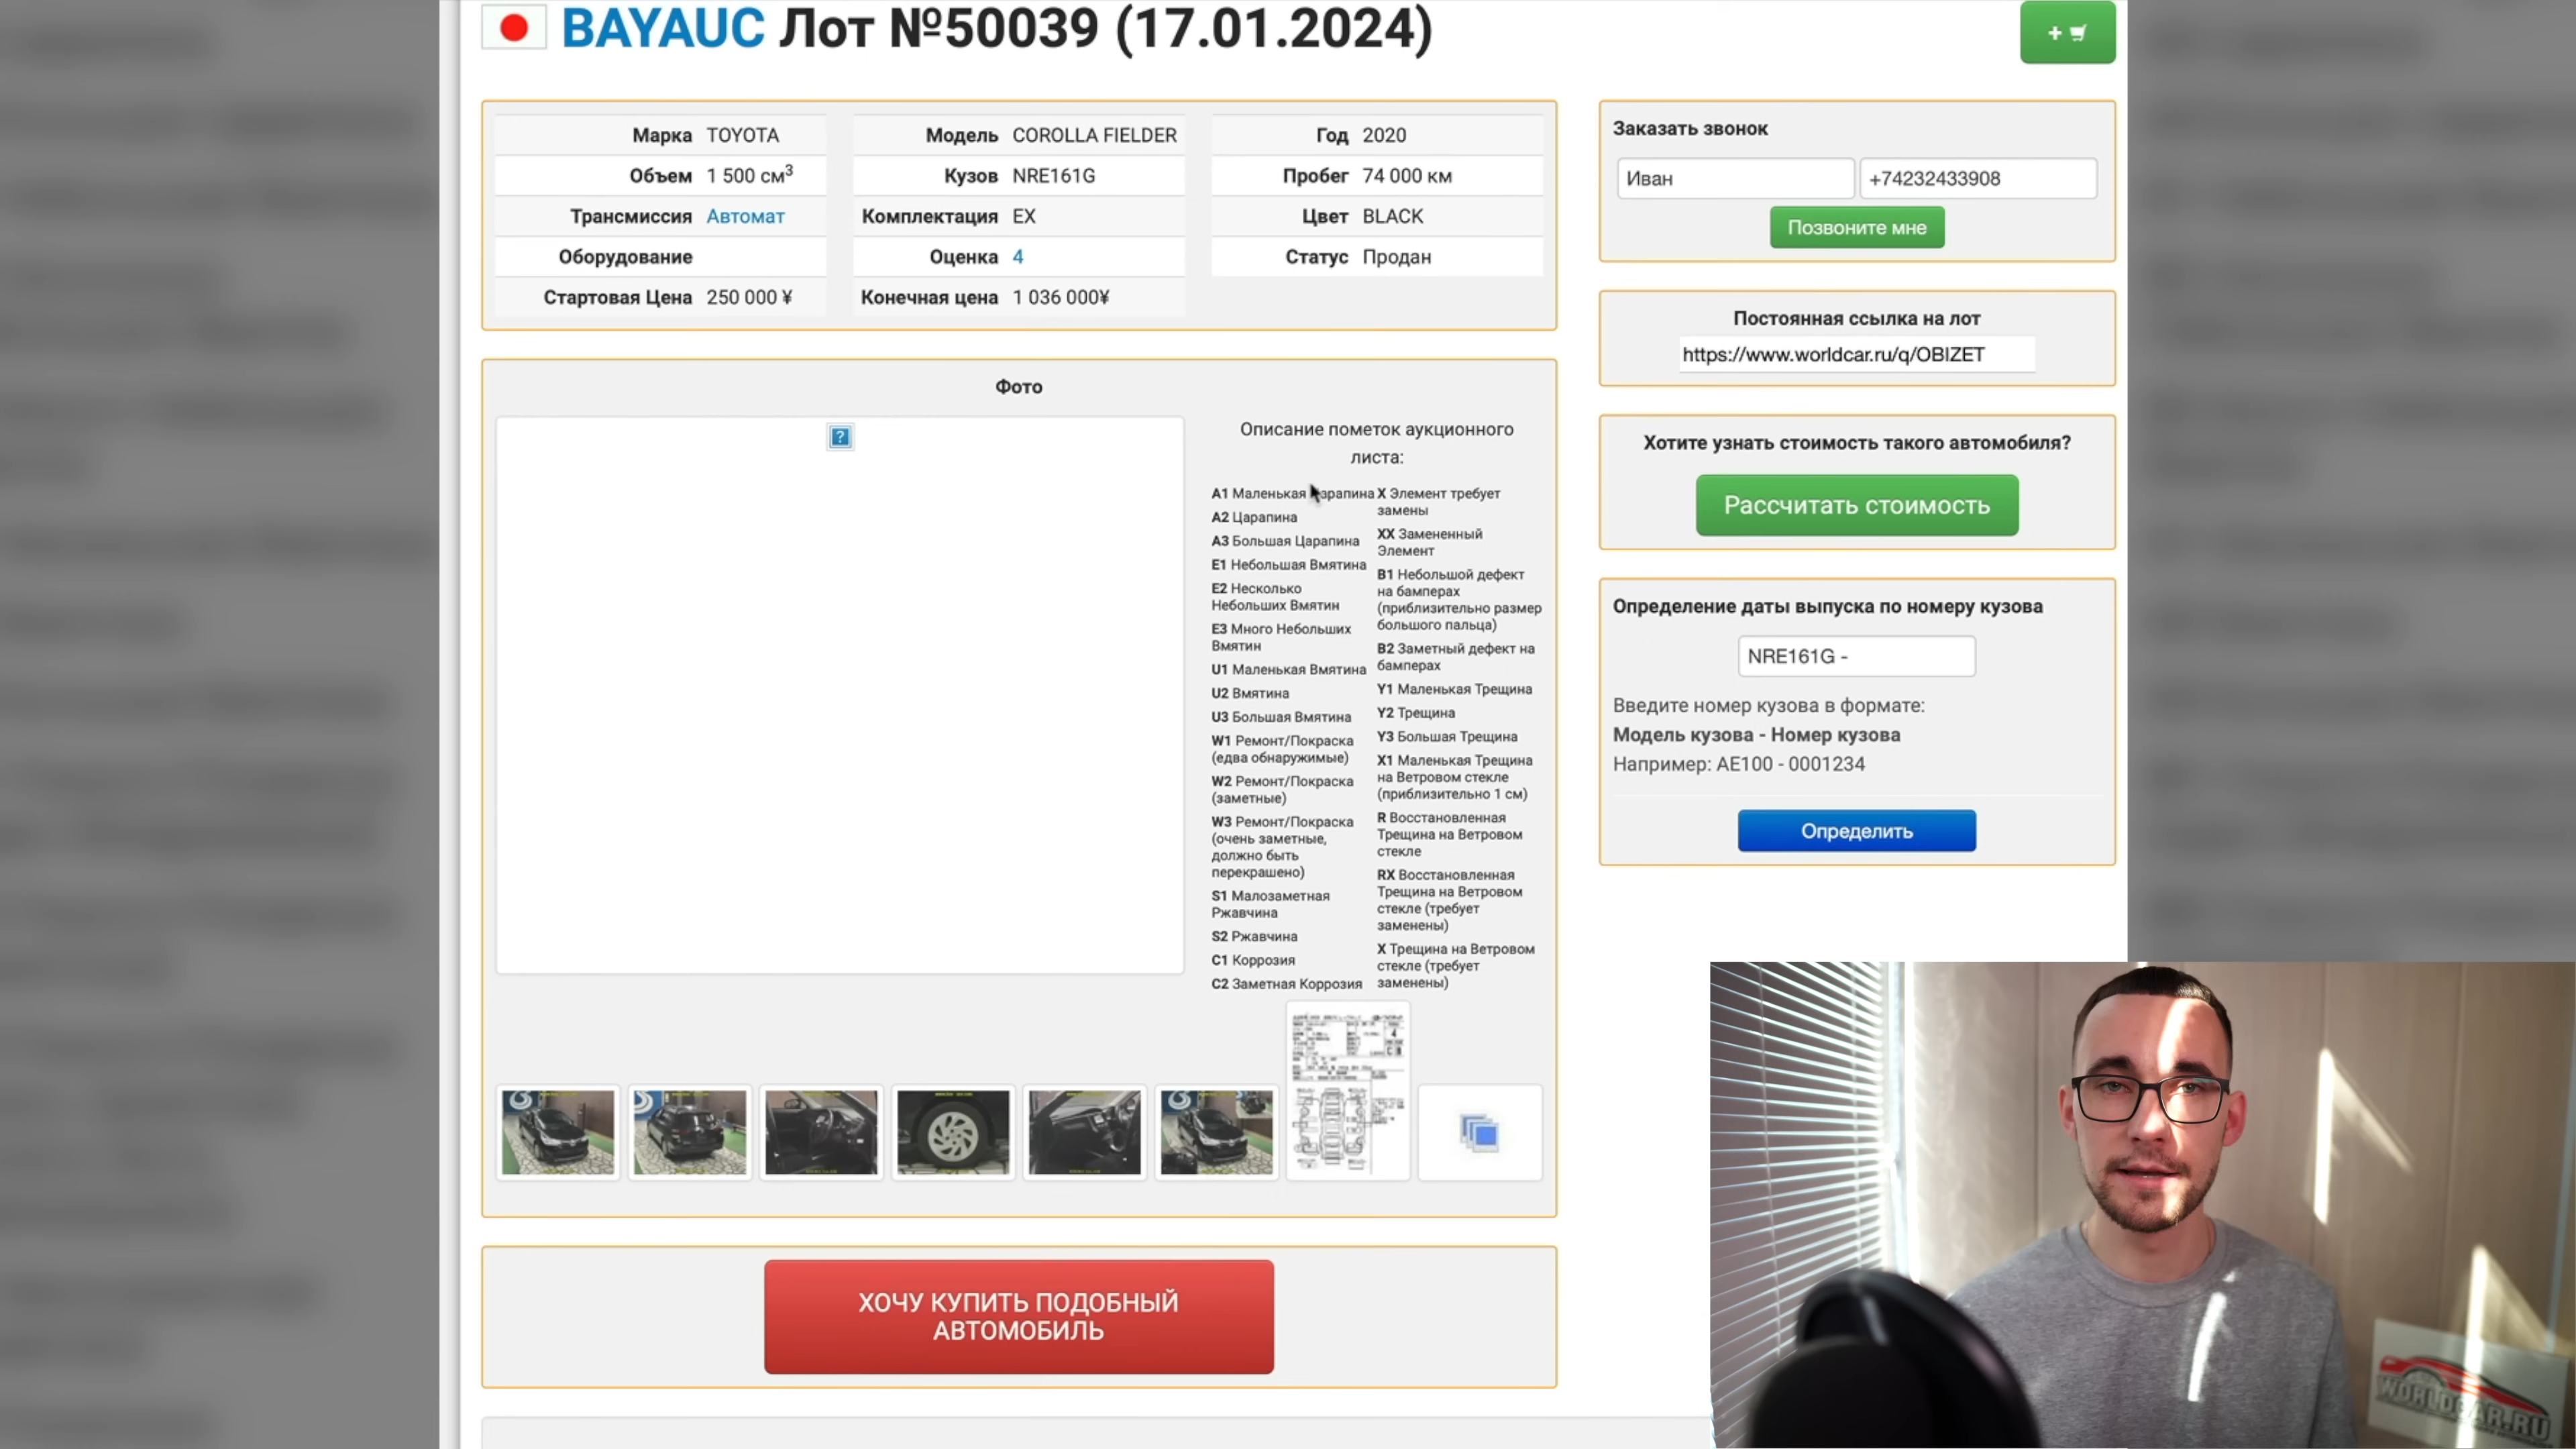 BAYAUC Лот №50039 (17.01.2024)
Марка TOYOTA
Объем 1 500 см3
Трансмиссия Автомат
Оборудование
Стартовая Цена 250 000 ¥
Модель COROLLA FIELDER
Кузов NRE161G
Комплектация EX
Оценка 4
Конечная цена 1 036 000¥
Год 2020
Пробег 74 000 км
Цвет BLACK
Статус Продан
Фото
Описание пометок аукционного
листа:
A1 Маленькая Царапина
A2 Царапина
A3 Большая Царапина
E1 Небольшая Вмятина
E2 Несколько
Небольших Вмятин
E3 Много Небольших
Вмятин
U1 Маленькая Вмятина
U2 Вмятина
U3 Большая Вмятина
W1 Ремонт/Покраска
(едва обнаружимые)
W2 Ремонт/Покраска
(заметные)
W3 Ремонт/Покраска
(очень заметные,
должно быть
перекрашено)
S1 Малозаметная
Ржавчина
S2 Ржавчина
C1 Коррозия
C2 Заметная Коррозия
X Элемент требует
замены
XX Замененный
Элемент
B1 Небольшой дефект
на бамперах
(приблизительно размер
большого пальца)
B2 Заметный дефект на
бамперах
Y1 Маленькая Трещина
Y2 Трещина
Y3 Большая Трещина
X1 Маленькая Трещина
на Ветровом стекле
(приблизительно 1 см)
R Восстановленная
Трещина на Ветровом
стекле
RX Восстановленная
Трещина на Ветровом
стекле (требует
заменены)
X Трещина на Ветровом
стекле (требует
заменены)
ХОЧУ КУПИТЬ ПОДОБНЫЙ
АВТОМОБИЛЬ
Заказать звонок
Иван
+74232433908
Позвоните мне
Постоянная ссылка на лот
https://www.worldcar.ru/q/OBIZET
Хотите узнать стоимость такого автомобиля?
Рассчитать стоимость
Определение даты выпуска по номеру кузова
NRE161G -
Введите номер кузова в формате:
Модель кузова - Номер кузова
Например: AE100 - 0001234
Определить
WORLDCAR.RU